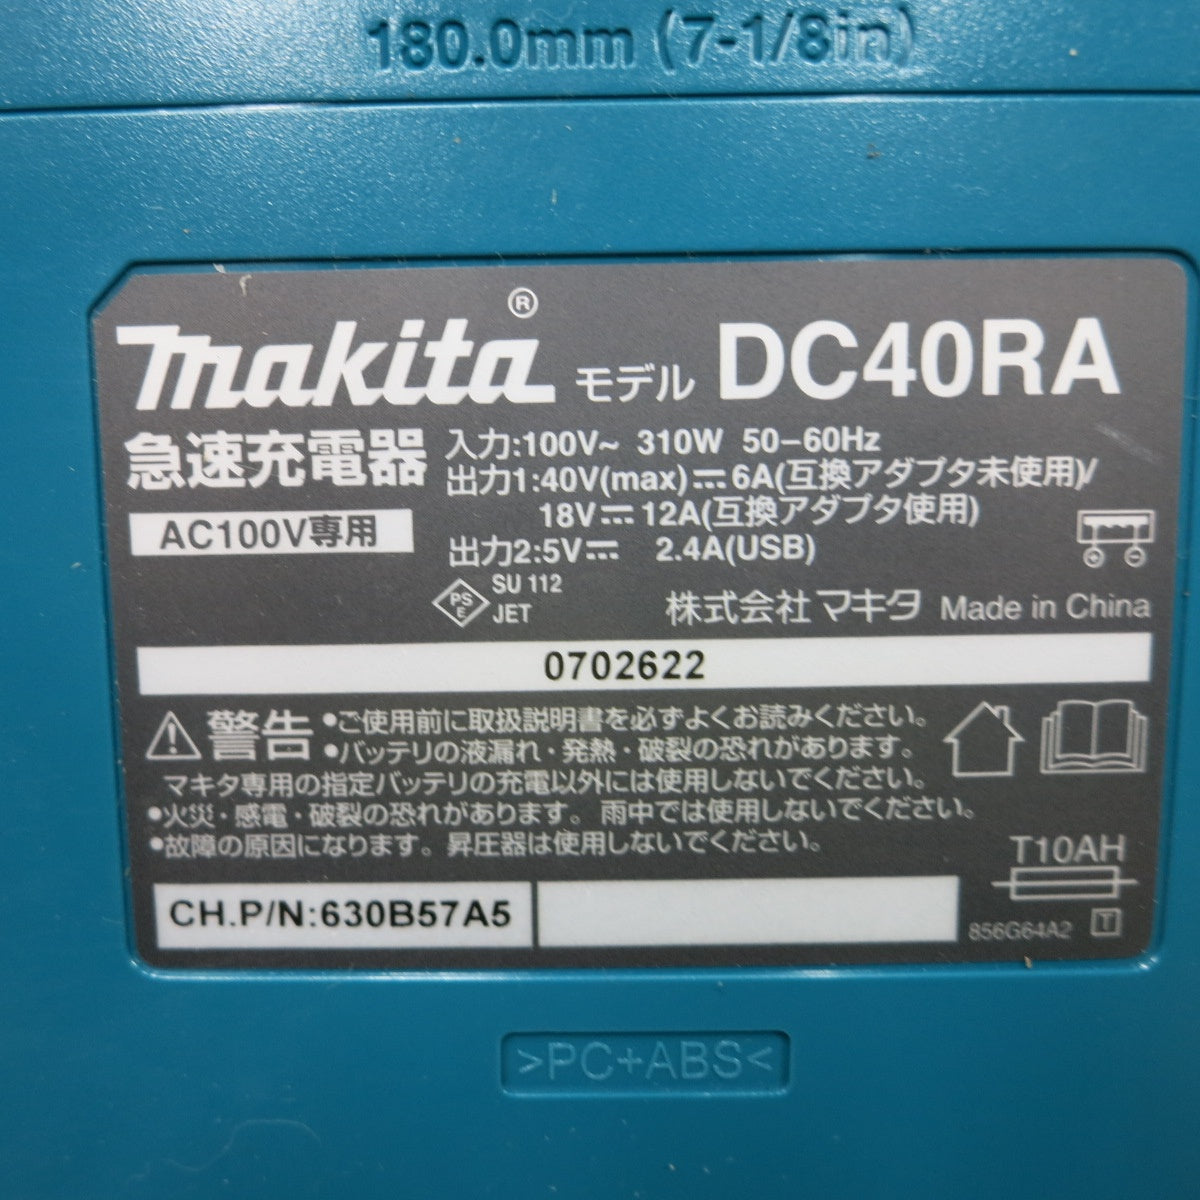 180.0mm (7-1/8in)
makita® モデル DC40RA
急速充電器
AC100V専用
入力:100V~ 310W 50-60Hz
出力1:40V(max)⎓6A(互換アダプタ未使用)/
18V⎓12A(互換アダプタ使用)
出力2:5V⎓ 2.4A(USB)
PSE
SU 112
JET
株式会社マキタ Made in China
0702622
警告 •ご使用前に取扱説明書を必ずよくお読みください。
•バッテリの液漏れ・発熱・破裂の恐れがあります。
マキタ専用の指定バッテリの充電以外には使用しないでください。
•火災・感電・破裂の恐れがあります。雨中では使用しないでください。
•故障の原因になります。昇圧器は使用しないでください。
T10AH
CH.P/N:630B57A5
856G64A2 T
>PC+ABS<